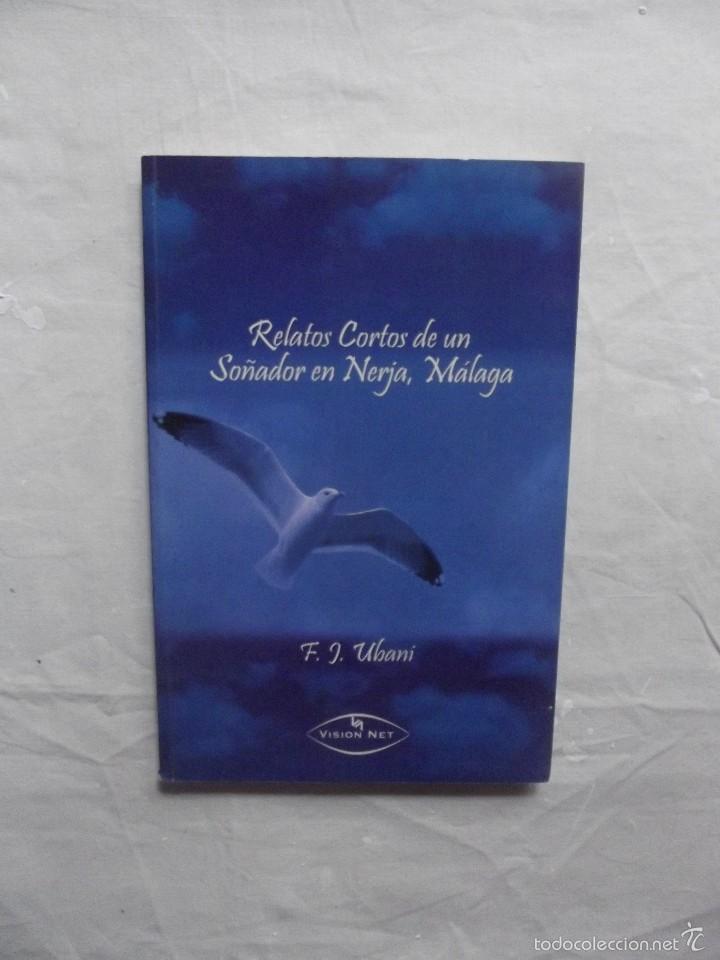 Relatos Cortos de un
Soñador en Nerja, Málaga
F. J. Ubani
VISION NET
todocoleccion.net